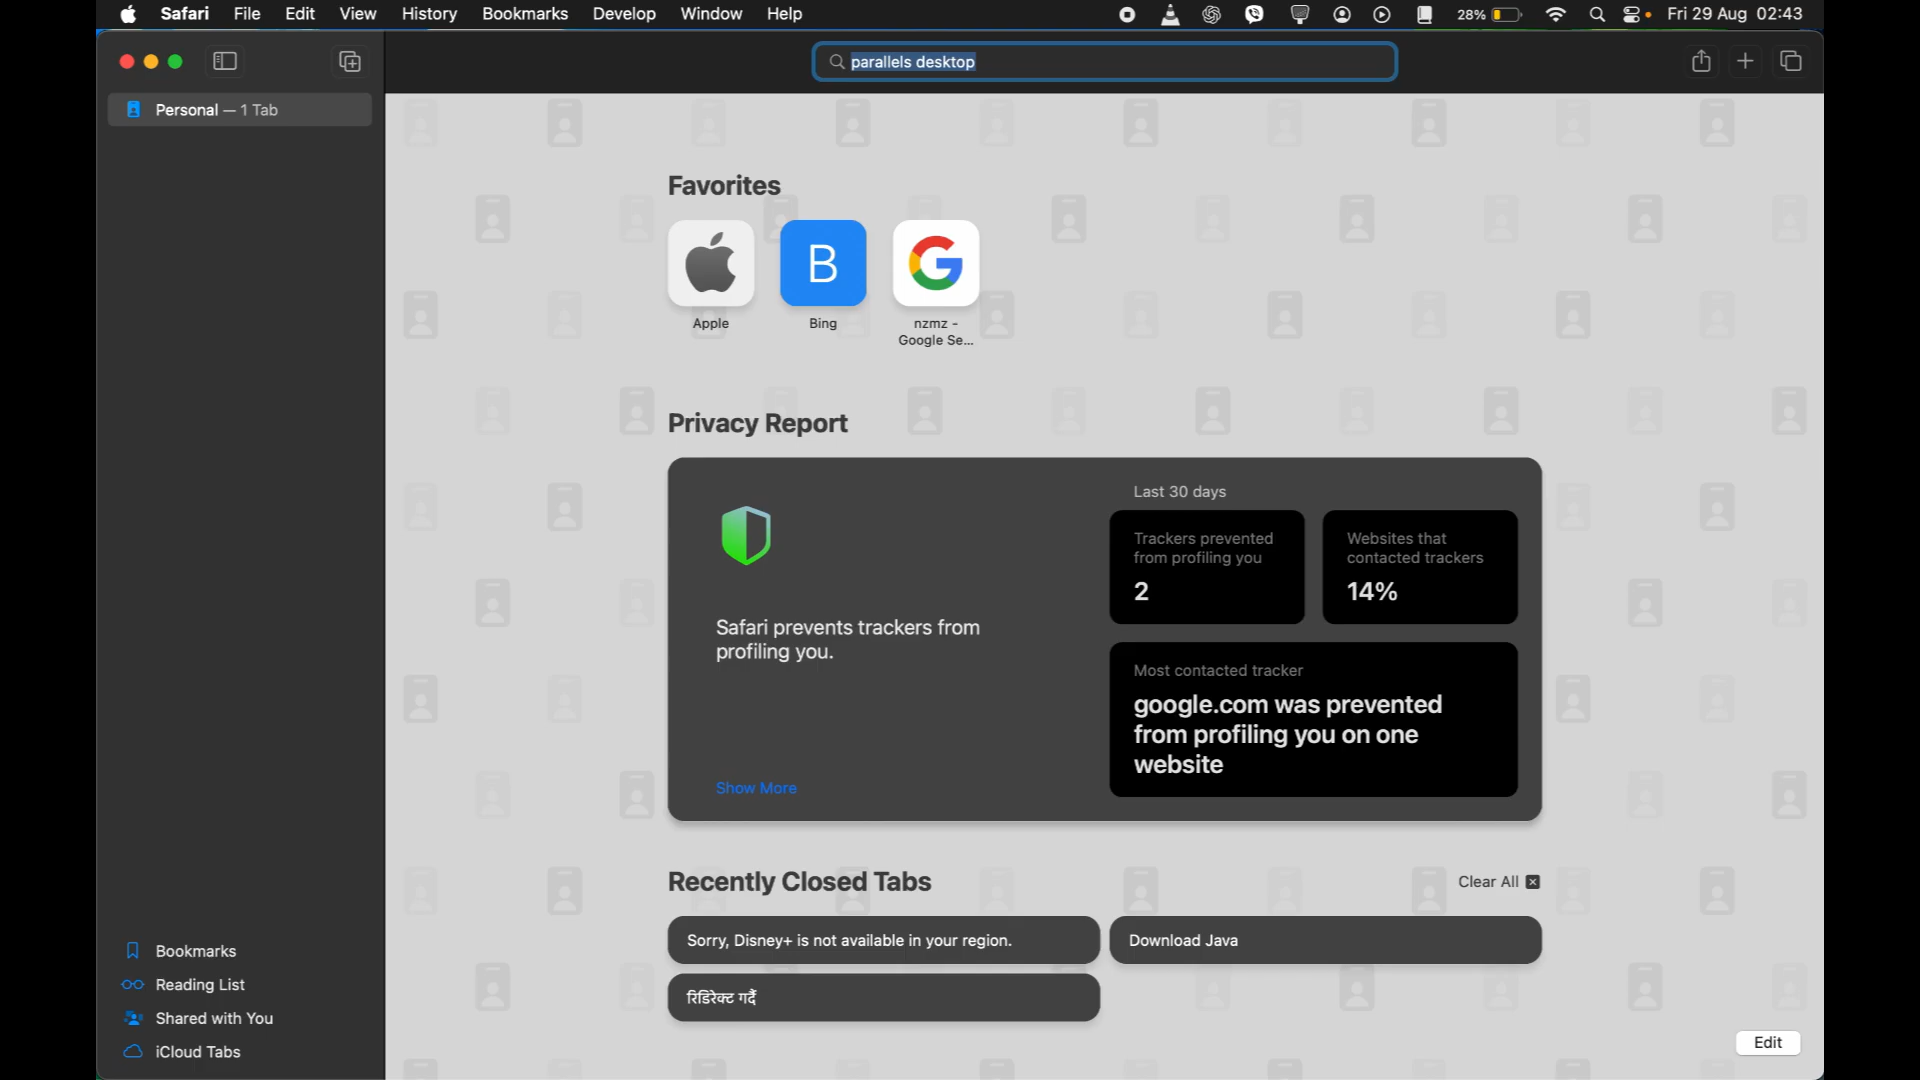 Safari File Edit View History Bookmarks Develop Window Help
28% Fri 29 Aug 02:43
parallels desktop
Personal — 1 Tab
Favorites
B
Apple
Bing
nzmz -
Google Se...
Privacy Report
Safari prevents trackers from
profiling you.
Show More
Last 30 days
Trackers prevented
from profiling you
2
Websites that
contacted trackers
14%
Most contacted tracker
google.com was prevented
from profiling you on one
website
Recently Closed Tabs
Clear All
Sorry, Disney+ is not available in your region.
Download Java
रिडिरेक्ट गर्दै
Bookmarks
Reading List
Shared with You
iCloud Tabs
Edit